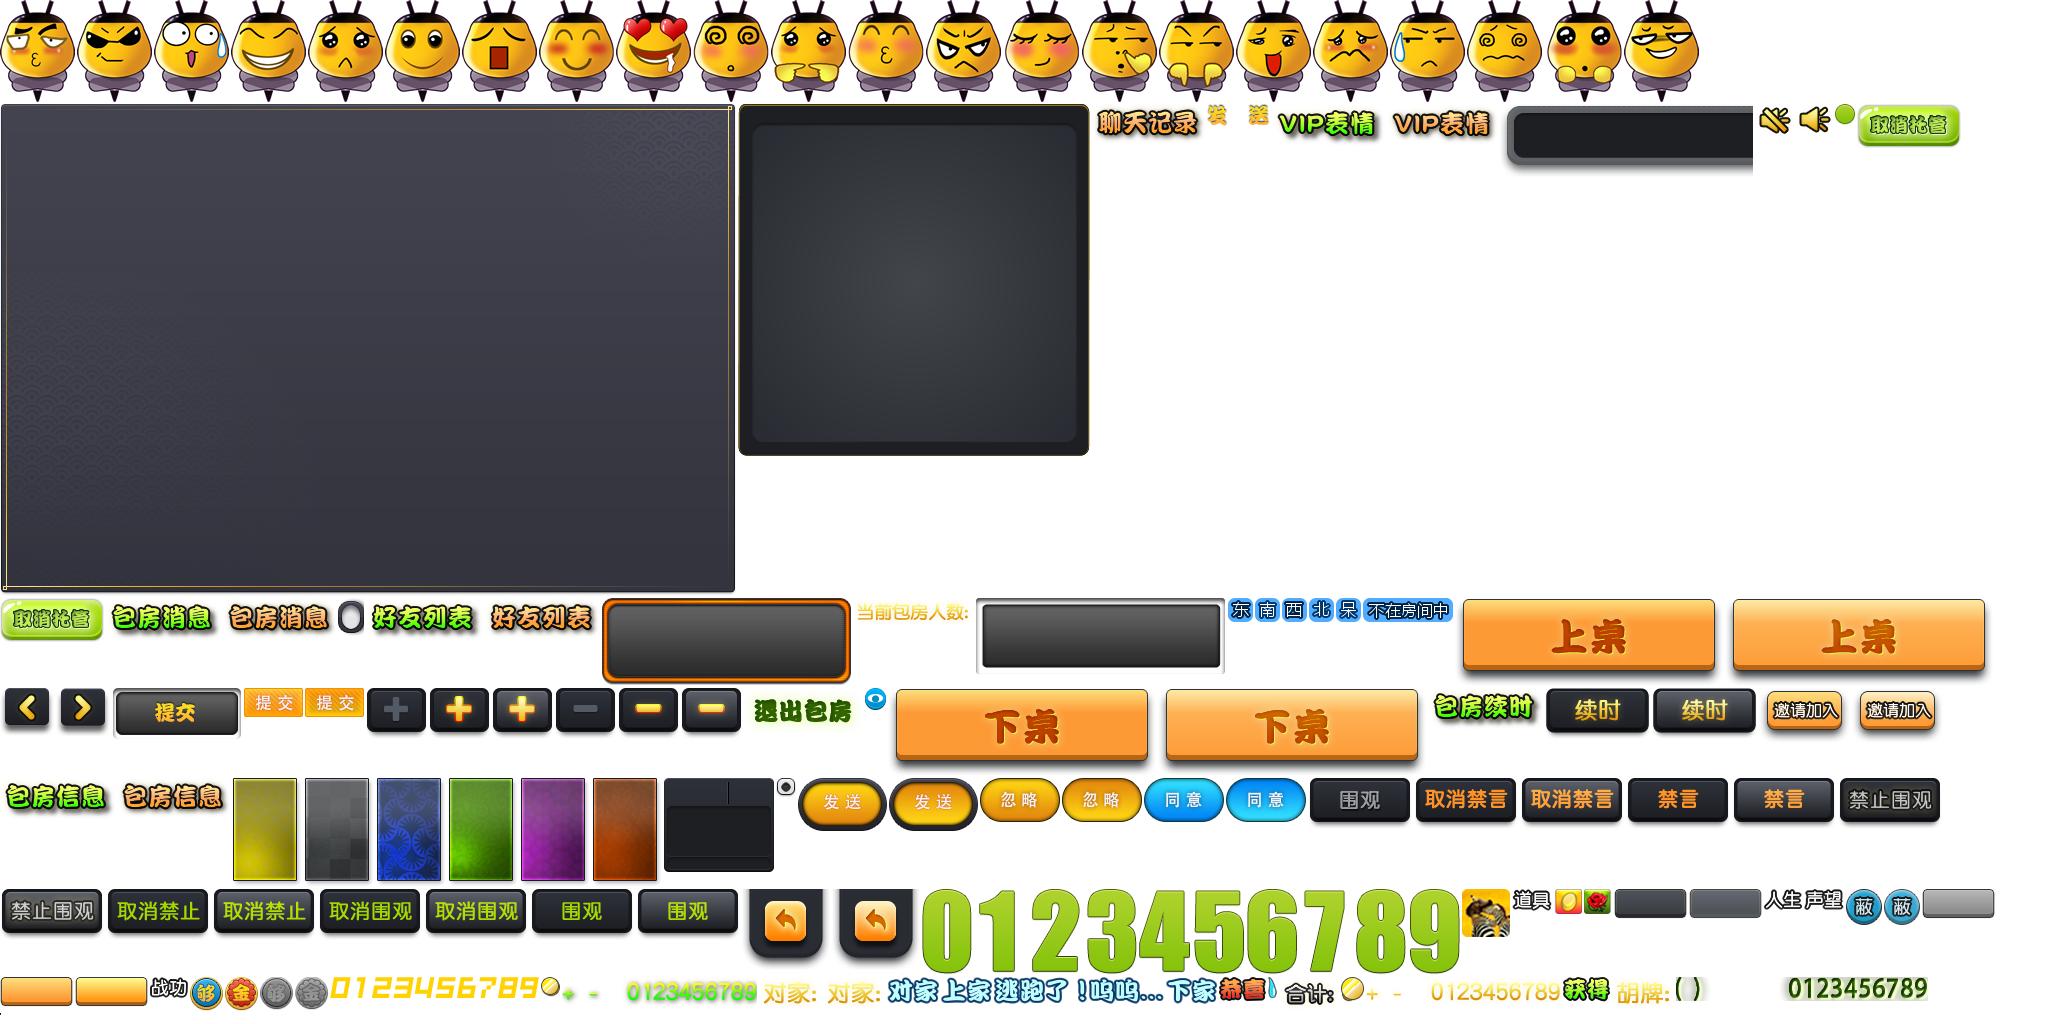 聊天记录 发 送 VIP表情 VIP表情 取消托管
取消托管 包房消息 包房消息 好友列表 好友列表 当前包房人数: 东 南 西 北 呆 不在房间中 上桌 上桌
提交 提交 提交 退出包房 下桌 下桌 包房续时 续时 续时 邀请加入 邀请加入
包房信息 包房信息 发送 发送 忽略 忽略 同意 同意 围观 取消禁言 取消禁言 禁言 禁言 禁止围观
禁止围观 取消禁止 取消禁止 取消围观 取消围观 围观 围观 0123456789 道具 人生 声望 蔽 蔽
战功 够 金 够 金 0123456789 + - 0123456789 对家: 对家: 对家 上家 逃跑了 !呜呜... 下家 恭喜 合计: + - 0123456789 获得 胡牌: ( ) 0123456789